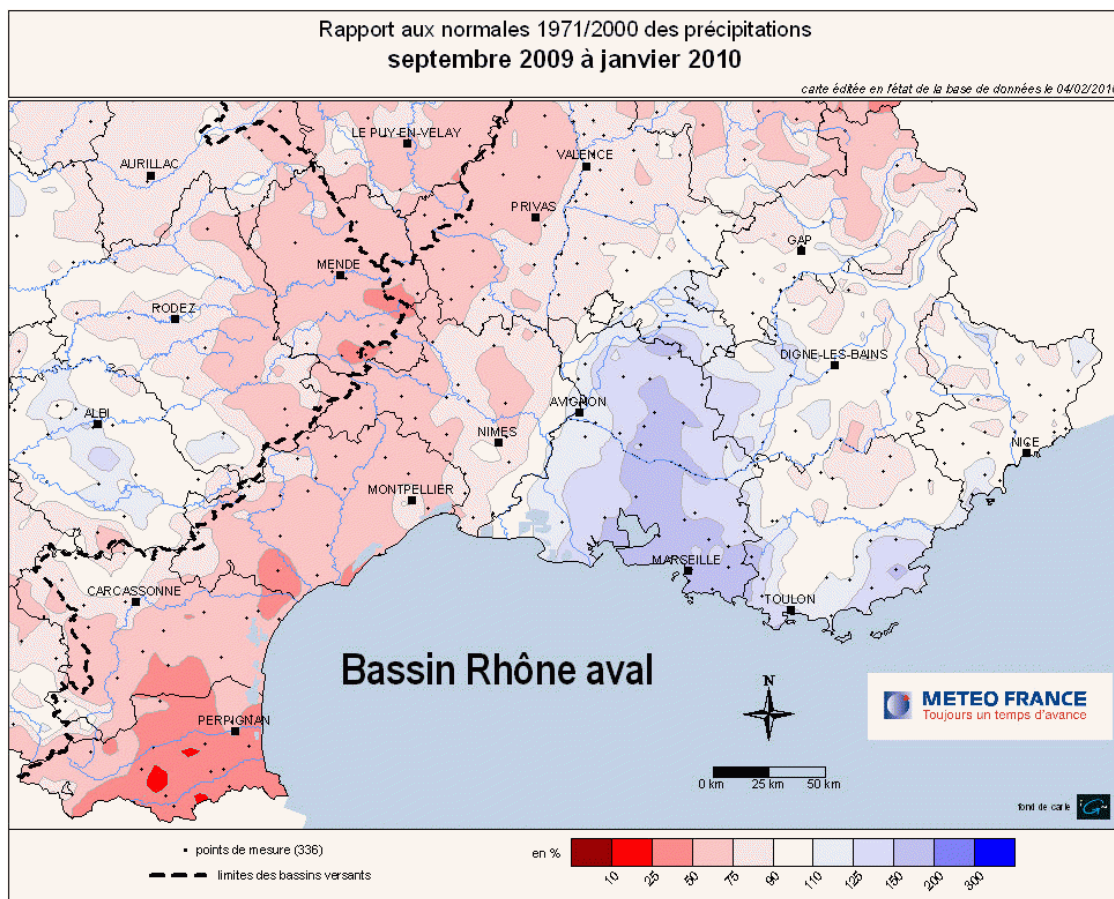 Rapport aux normales 1971/2000 des précipitations
septembre 2009 à janvier 2010
carte éditée en l'état de la base de données le 04/02/2010
LE PUY-EN-VELAY
AURILLAC
VALENCE
PRIVAS
GAP
MENDE
RODEZ
DIGNE-LES-BAINS
ALBI
AVIGNON
NIMES
NICE
MONTPELLIER
MARSEILLE
CARCASSONNE
TOULON
Bassin Rhône aval
N
METEO FRANCE
Toujours un temps d'avance
PERPIGNAN
0 km 25 km 50 km
fond de carte
points de mesure (336)
limites des bassins versants
en %
10 25 50 75 90 110 125 150 200 300